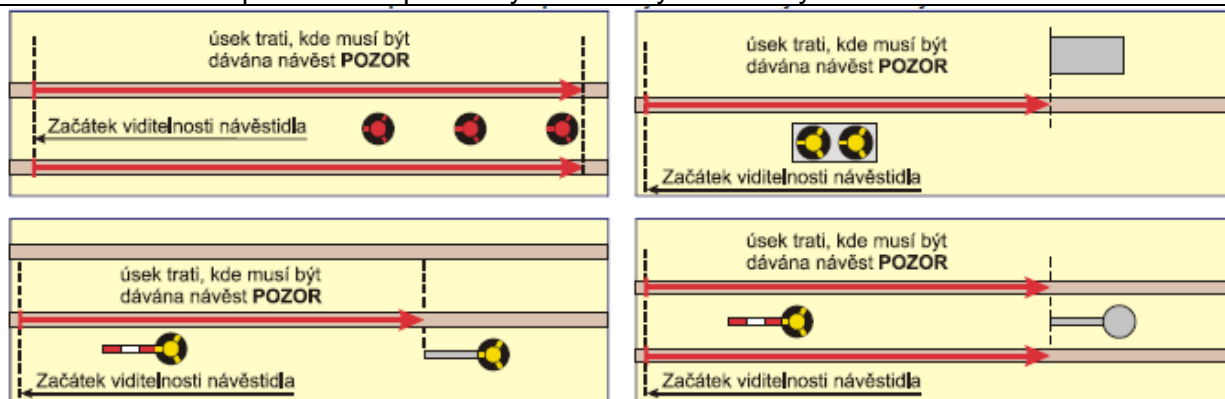 úsek trati, kde musí být
dávána návěst POZOR
Začátek viditelnosti návěstidla
úsek trati, kde musí být
dávána návěst POZOR
Začátek viditelnosti návěstidla
úsek trati, kde musí být
dávána návěst POZOR
Začátek viditelnosti návěstidla
úsek trati, kde musí být
dávána návěst POZOR
Začátek viditelnosti návěstidla